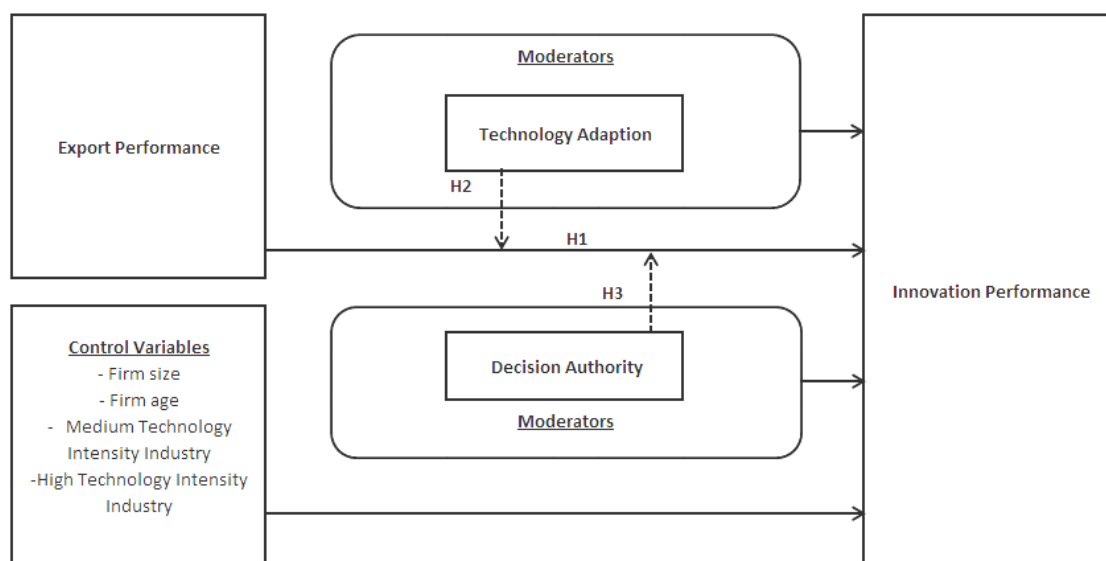 Moderators
Technology Adaption
Export Performance
H2
H1
H3
Innovation Performance
Control Variables
- Firm size
- Firm age
- Medium Technology
Intensity Industry
-High Technology Intensity
Industry
Decision Authority
Moderators